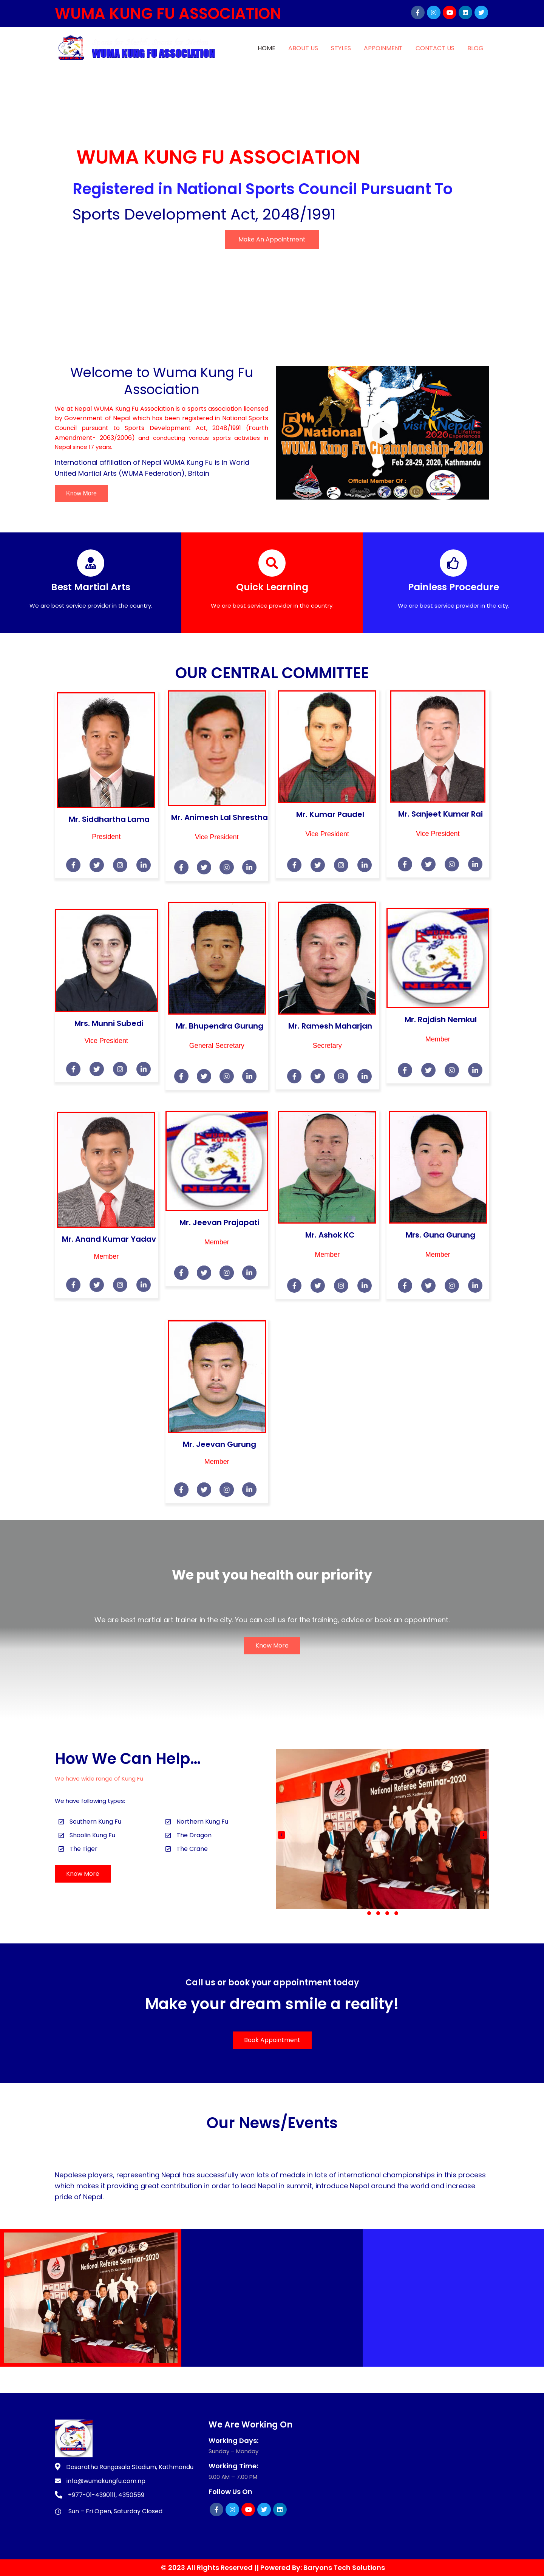 WUMA KUNG FU ASSOCIATION
WUMA KUNG FU ASSOCIATION
HOME
ABOUT US
STYLES
APPOINMENT
CONTACT US
BLOG
WUMA KUNG FU ASSOCIATION
Registered in National Sports Council Pursuant To
Sports Development Act, 2048/1991
Make An Appointment
Welcome to Wuma Kung Fu
Association
We at Nepal WUMA Kung Fu Association is a sports association licensed
by Government of Nepal which has been registered in National Sports
Council pursuant to Sports Development Act, 2048/1991 (Fourth
Amendment- 2063/2006) and conducting various sports activities in
Nepal since 17 years.
International affiliation of Nepal WUMA Kung Fu is in World
United Martial Arts (WUMA Federation), Britain
Know More
5th National
WUMA Kung Fu Championship-2020
visit Nepal 2020
Lifetime Experiences
Feb 28-29, 2020, Kathmandu
Official Member Of :
Best Martial Arts
We are best service provider in the country.
Quick Learning
We are best service provider in the country.
Painless Procedure
We are best service provider in the city.
OUR CENTRAL COMMITTEE
Mr. Siddhartha Lama
President
Mr. Animesh Lal Shrestha
Vice President
Mr. Kumar Paudel
Vice President
Mr. Sanjeet Kumar Rai
Vice President
Mrs. Munni Subedi
Vice President
Mr. Bhupendra Gurung
General Secretary
Mr. Ramesh Maharjan
Secretary
NEPAL
Mr. Rajdish Nemkul
Member
Mr. Anand Kumar Yadav
Member
NEPAL
Mr. Jeevan Prajapati
Member
Mr. Ashok KC
Member
Mrs. Guna Gurung
Member
Mr. Jeevan Gurung
Member
We put you health our priority
We are best martial art trainer in the city. You can call us for the training, advice or book an appointment.
Know More
How We Can Help...
We have wide range of Kung Fu
We have following types:
Southern Kung Fu
Northern Kung Fu
Shaolin Kung Fu
The Dragon
The Tiger
The Crane
Know More
National Referee Seminar-2020
January 25, Kathmandu
Call us or book your appointment today
Make your dream smile a reality!
Book Appointment
Our News/Events
Nepalese players, representing Nepal has successfully won lots of medals in lots of international championships in this process
which makes it providing great contribution in order to lead Nepal in summit, introduce Nepal around the world and increase
pride of Nepal.
National Referee Seminar-2020
Dasaratha Rangasala Stadium, Kathmandu
info@wumakungfu.com.np
+977-01-4390111, 4350559
Sun – Fri Open, Saturday Closed
We Are Working On
Working Days:
Sunday – Monday
Working Time:
9:00 AM – 7:00 PM
Follow Us On
© 2023 All Rights Reserved || Powered By: Baryons Tech Solutions